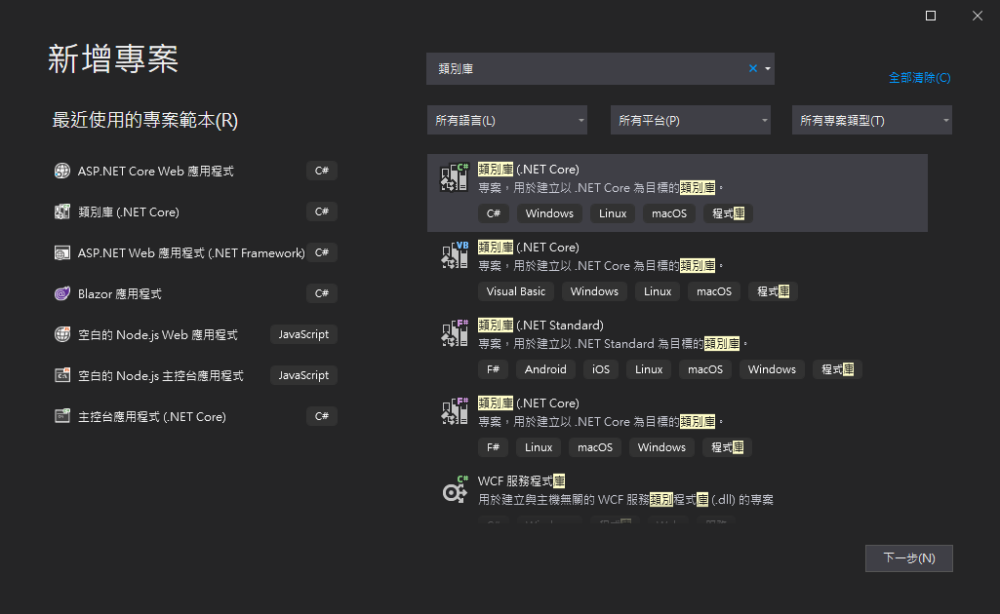 新增專案
類別庫
全部清除(C)
最近使用的專案範本(R)
所有語言(L)
所有平台(P)
所有專案類型(T)
ASP.NET Core Web 應用程式 C#
類別庫 (.NET Core) C#
ASP.NET Web 應用程式 (.NET Framework) C#
Blazor 應用程式 C#
空白的 Node.js Web 應用程式 JavaScript
空白的 Node.js 主控台應用程式 JavaScript
主控台應用程式 (.NET Core) C#
C#
類別庫 (.NET Core)
專案，用於建立以 .NET Core 為目標的類別庫。
C# Windows Linux macOS 程式庫
VB
類別庫 (.NET Core)
專案，用於建立以 .NET Core 為目標的類別庫。
Visual Basic Windows Linux macOS 程式庫
F#
類別庫 (.NET Standard)
專案，用於建立以 .NET Standard 為目標的類別庫。
F# Android iOS Linux macOS Windows 程式庫
F#
類別庫 (.NET Core)
專案，用於建立以 .NET Core 為目標的類別庫。
F# Linux macOS Windows 程式庫
C#
WCF 服務程式庫
用於建立與主機無關的 WCF 服務類別程式庫 (.dll) 的專案
下一步(N)